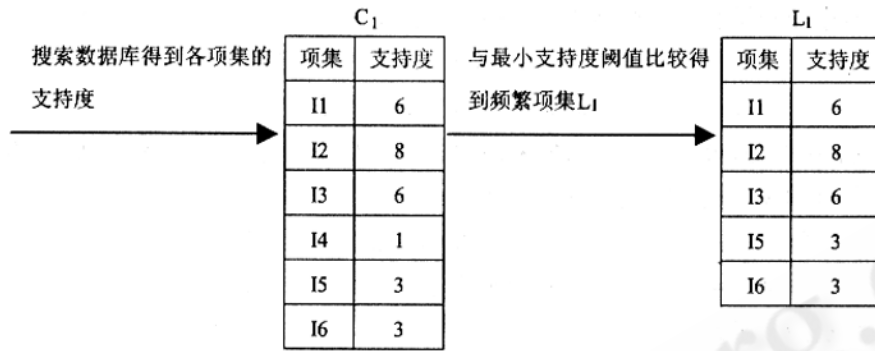 C₁
L₁
搜索数据库得到各项集的
支持度
项集 支持度
I1 6
I2 8
I3 6
I4 1
I5 3
I6 3
与最小支持度阈值比较得
到频繁项集L₁
项集 支持度
I1 6
I2 8
I3 6
I5 3
I6 3